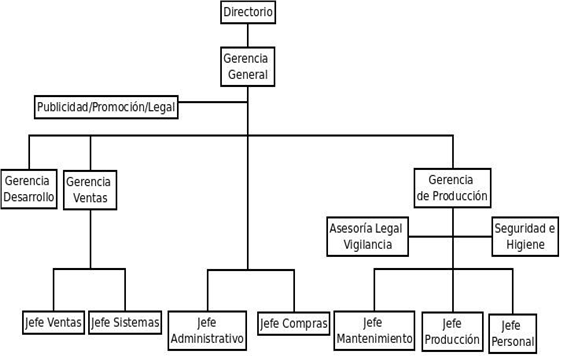 Directorio
Gerencia
General
Publicidad/Promoción/Legal
Gerencia
Desarrollo
Gerencia
Ventas
Gerencia
de Producción
Asesoría Legal
Vigilancia
Seguridad e
Higiene
Jefe Ventas
Jefe Sistemas
Jefe
Administrativo
Jefe Compras
Jefe
Mantenimiento
Jefe
Producción
Jefe
Personal